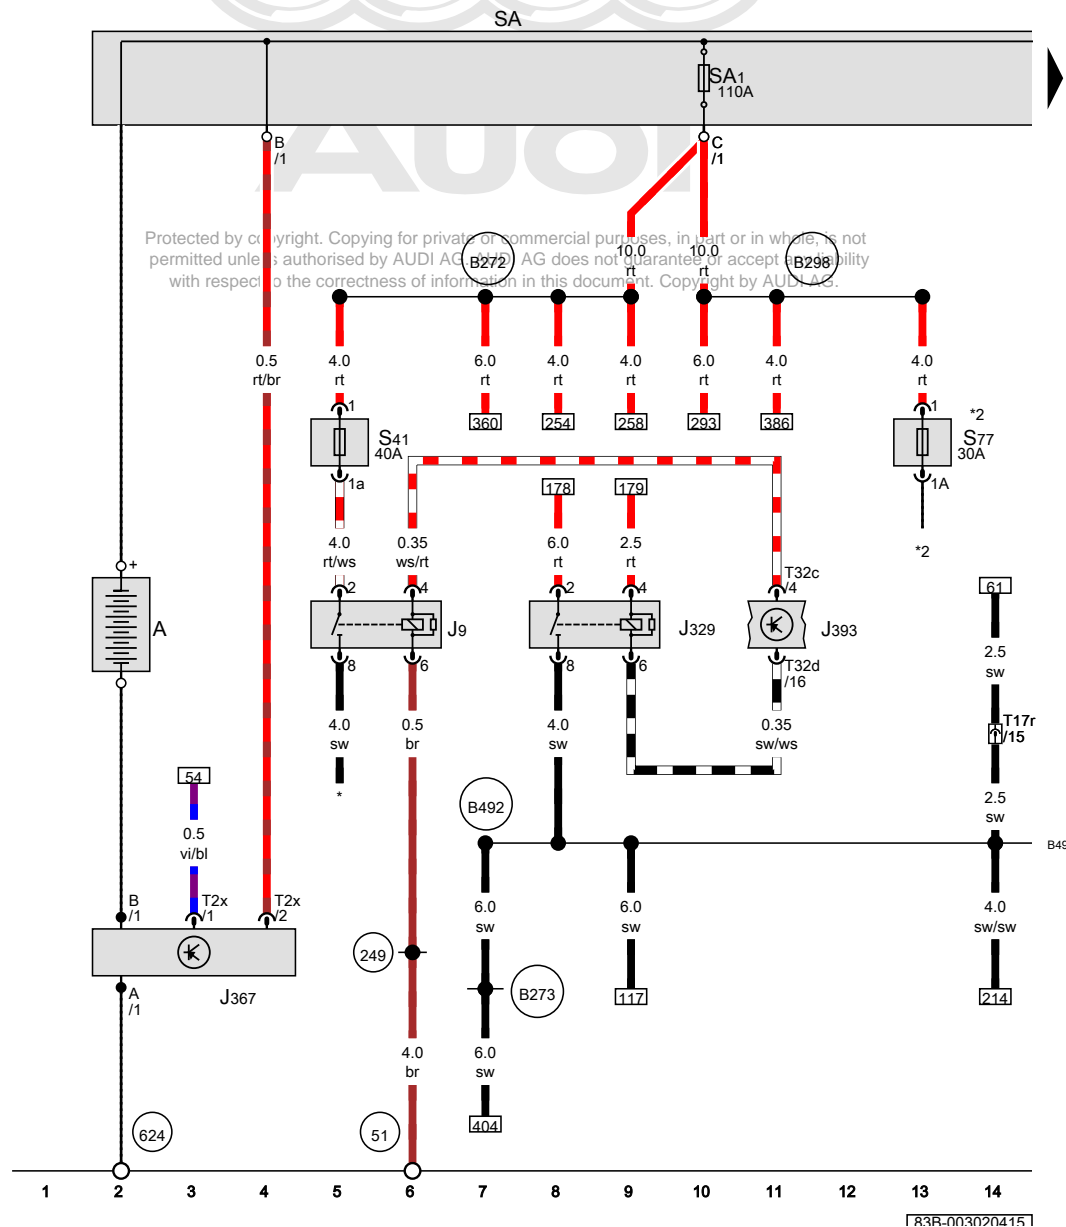 SA
SA1
110A
B
/1
C
/1
AUDI
Protected by copyright. Copying for private or commercial purposes, in part or in whole, is not
permitted unless authorised by AUDI AG. AUDI AG does not guarantee or accept any liability
with respect to the correctness of information in this document. Copyright by AUDI AG.
10.0
rt
10.0
rt
B272
B298
0.5
rt/br
4.0
rt
6.0
rt
4.0
rt
4.0
rt
6.0
rt
4.0
rt
4.0
rt
1
360
254
258
293
386
1
*2
S41
40A
S77
30A
1a
178
179
1A
4.0
rt/ws
0.35
ws/rt
6.0
rt
2.5
rt
*2
+
2
4
2
4
T32c
/4
61
A
J9
J329
J393
8
6
8
6
T32d
/16
2.5
sw
4.0
sw
0.5
br
4.0
sw
0.35
sw/ws
T17r
/15
54
*
0.5
vi/bl
B492
2.5
sw
B49
B
/1
T2x
/1
T2x
/2
6.0
sw
6.0
sw
4.0
sw/sw
249
J367
A
/1
B273
117
214
4.0
br
6.0
sw
624
51
404
1 2 3 4 5 6 7 8 9 10 11 12 13 14
83B-003020415